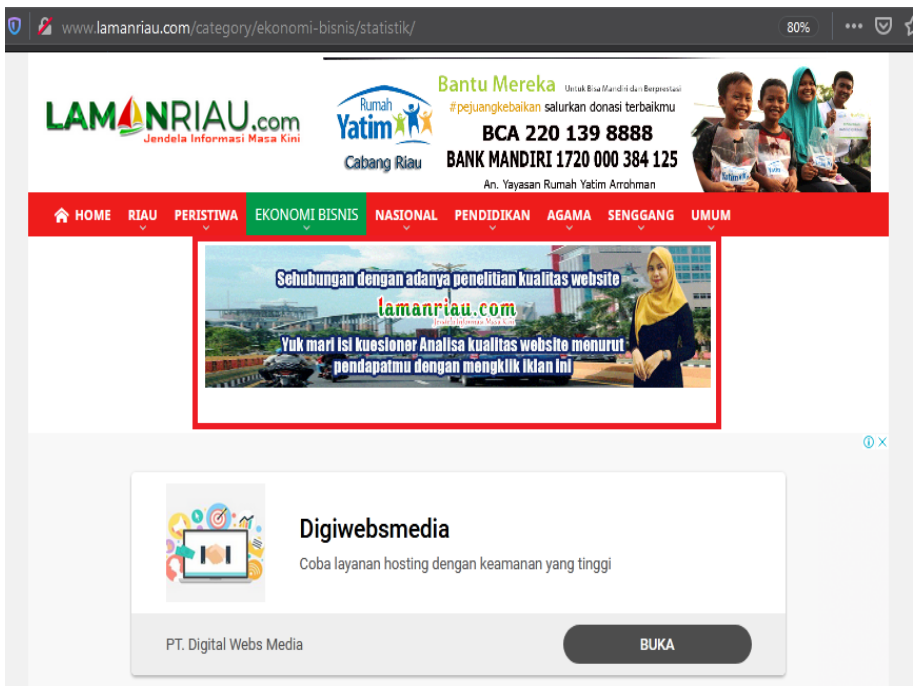 www.lamanriau.com/category/ekonomi-bisnis/statistik/
80%
LAMANRIAU.com
Jendela Informasi Masa Kini
Rumah
Yatim
Cabang Riau
Bantu Mereka Untuk Bisa Mandiri dan Berprestasi
#pejuangkebaikan salurkan donasi terbaikmu
BCA 220 139 8888
BANK MANDIRI 1720 000 384 125
An. Yayasan Rumah Yatim Arrohman
HOME RIAU PERISTIWA EKONOMI BISNIS NASIONAL PENDIDIKAN AGAMA SENGGANG UMUM
Sehubungan dengan adanya penelitian kualitas website
lamanriau.com
Jendela Informasi Masa Kini
Yuk mari isi kuesioner Analisa kualitas website menurut
pendapatmu dengan mengklik iklan ini
Digiwebsmedia
Coba layanan hosting dengan keamanan yang tinggi
PT. Digital Webs Media
BUKA